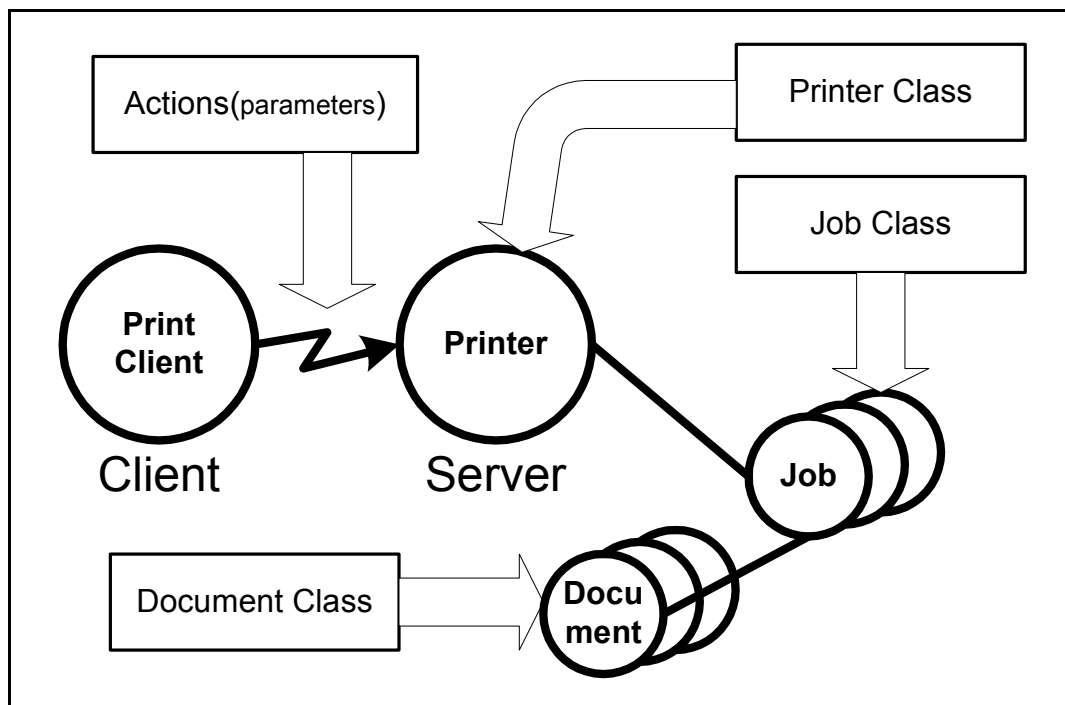 Actions(parameters)
Printer Class
Job Class
Print
Client
Printer
Client
Server
Job
Document Class
Docu
ment